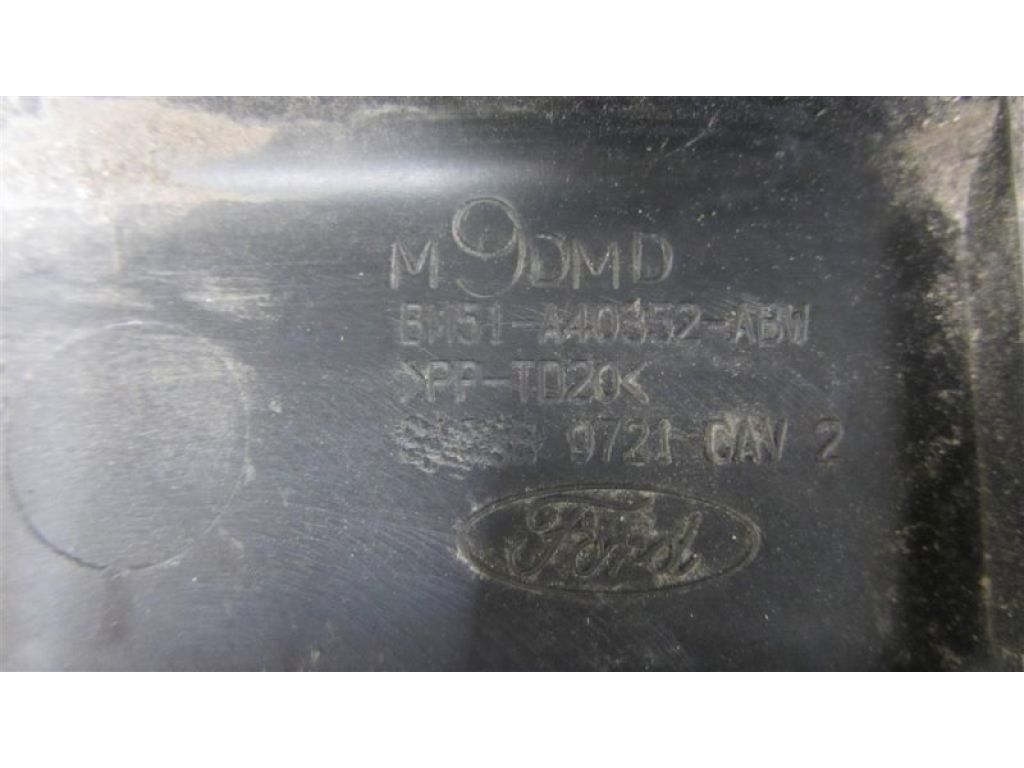 M9DMD
BM51-A40352-ABW
>PP-TD20<
9721 CAV 2
Ford